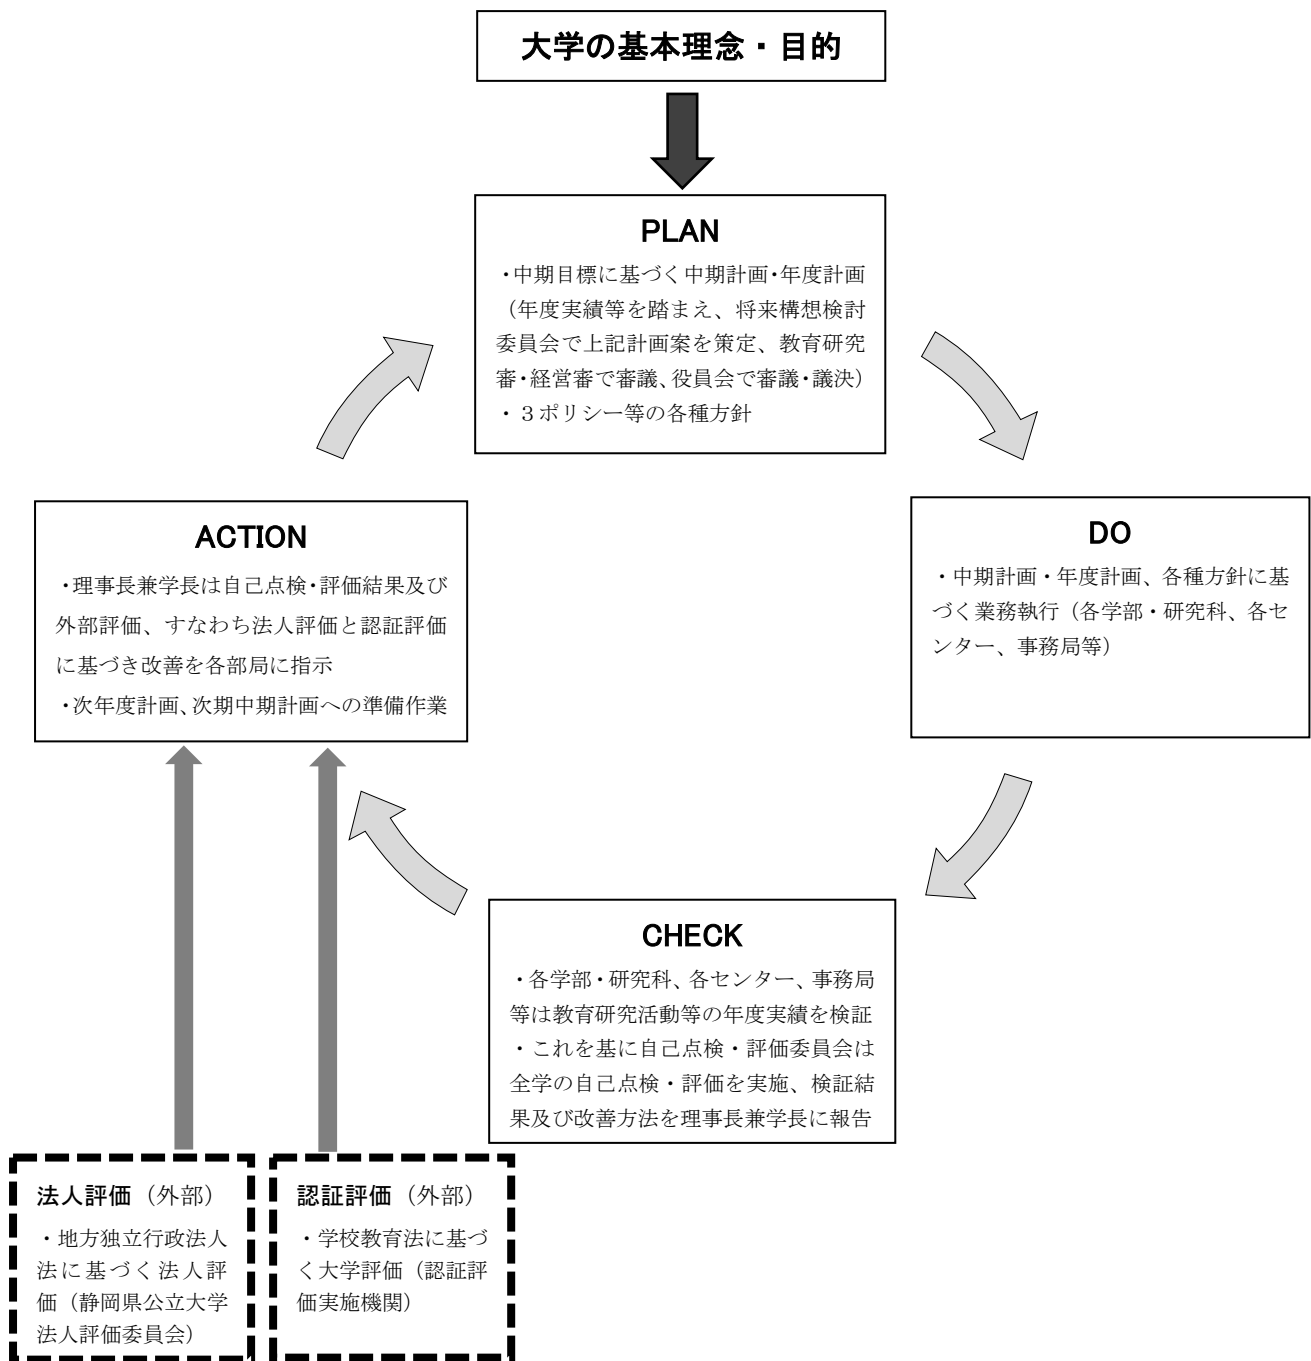 大学の基本理念・目的
PLAN
・中期目標に基づく中期計画・年度計画
（年度実績等を踏まえ、将来構想検討
委員会で上記計画案を策定、教育研究
審・経営審で審議、役員会で審議・議決）
・３ポリシー等の各種方針
ACTION
・理事長兼学長は自己点検・評価結果及び
外部評価、すなわち法人評価と認証評価
に基づき改善を各部局に指示
・次年度計画、次期中期計画への準備作業
DO
・中期計画・年度計画、各種方針に基
づく業務執行（各学部・研究科、各セ
ンター、事務局等）
CHECK
・各学部・研究科、各センター、事務局
等は教育研究活動等の年度実績を検証
・これを基に自己点検・評価委員会は
全学の自己点検・評価を実施、検証結
果及び改善方法を理事長兼学長に報告
法人評価（外部）
・地方独立行政法人
法に基づく法人評
価（静岡県公立大学
法人評価委員会）
認証評価（外部）
・学校教育法に基づ
く大学評価（認証評
価実施機関）